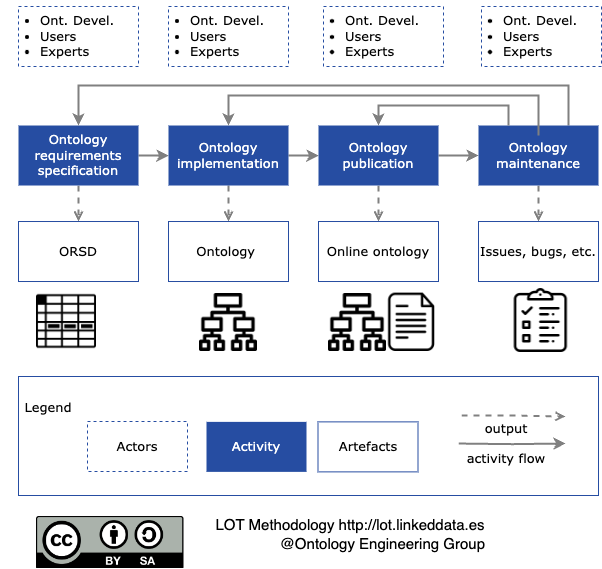 • Ont. Devel.
• Users
• Experts
• Ont. Devel.
• Users
• Experts
• Ont. Devel.
• Users
• Experts
• Ont. Devel.
• Users
• Experts
Ontology
requirements
specification
Ontology
implementation
Ontology
publication
Ontology
maintenance
ORSD
Ontology
Online ontology
Issues, bugs, etc.
Legend
Actors
Activity
Artefacts
output
activity flow
cc
BY SA
LOT Methodology http://lot.linkeddata.es
@Ontology Engineering Group